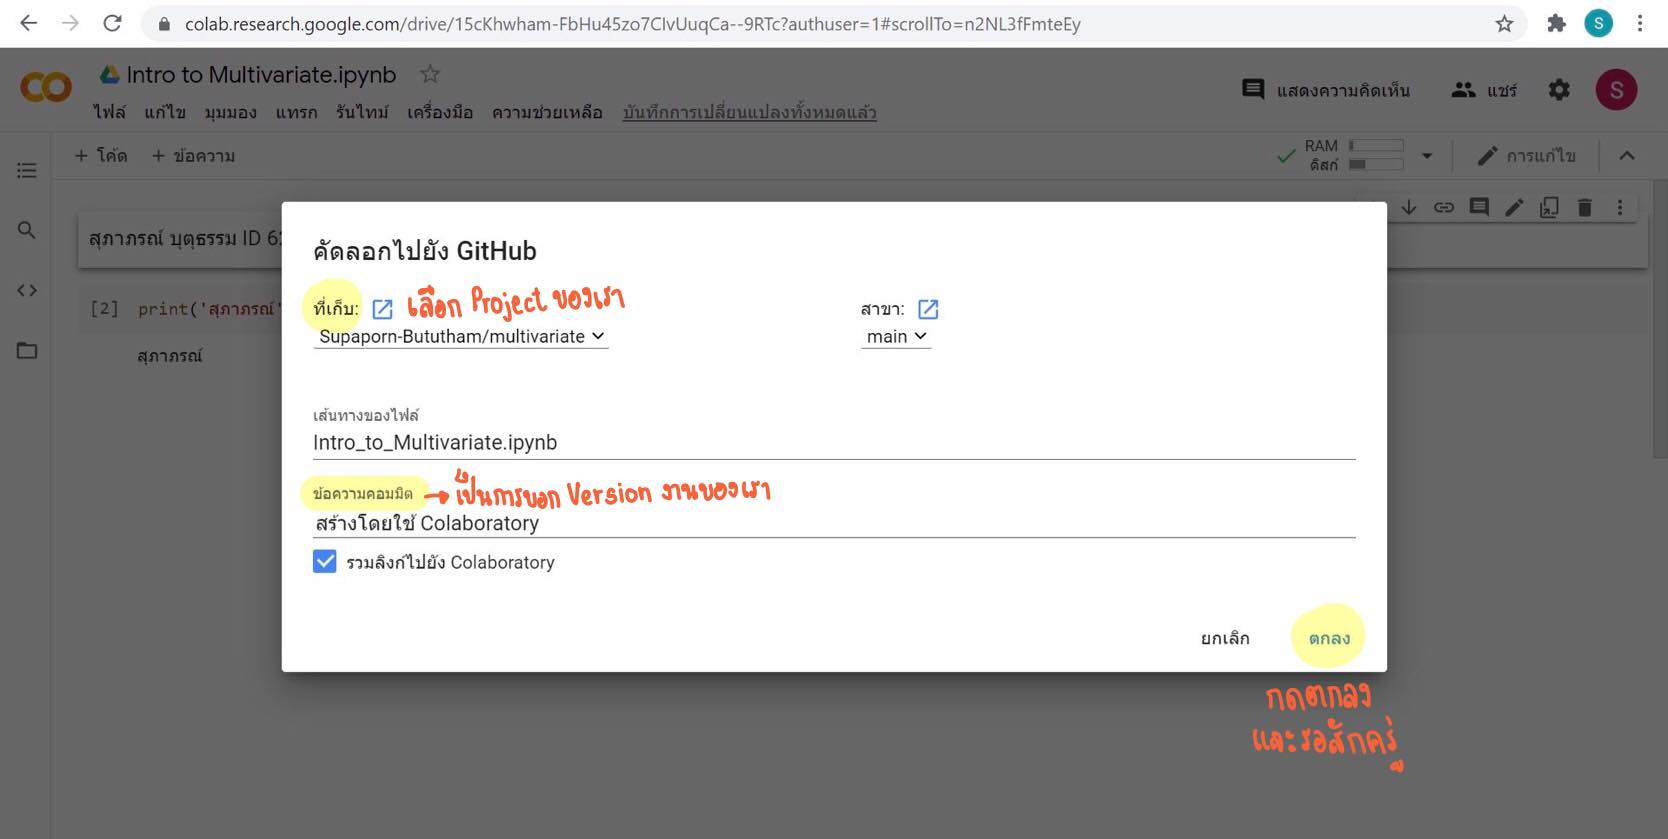 colab.research.google.com/drive/15cKhwham-FbHu45zo7CIvUuqCa--9RTc?authuser=1#scrollTo=n2NL3fFmteEy
S
Intro to Multivariate.ipynb
แสดงความคิดเห็น
แชร์
S
ไฟล์ แก้ไข มุมมอง แทรก รันไทม์ เครื่องมือ ความช่วยเหลือ บันทึกการเปลี่ยนแปลงทั้งหมดแล้ว
+ โค้ด + ข้อความ
RAM
ดิสก์
การแก้ไข
สุภาภรณ์ บุตุธรรม ID 62
[2] print('สุภาภรณ์'
สุภาภรณ์
คัดลอกไปยัง GitHub
ที่เก็บ: เลือก Project ของเรา
สาขา:
Supaporn-Bututham/multivariate
main
เส้นทางของไฟล์
Intro_to_Multivariate.ipynb
ข้อความคอมมิต → เป็นการบอก Version งานของเรา
สร้างโดยใช้ Colaboratory
รวมลิงก์ไปยัง Colaboratory
ยกเลิก ตกลง
กดตกลง
และรอสักครู่